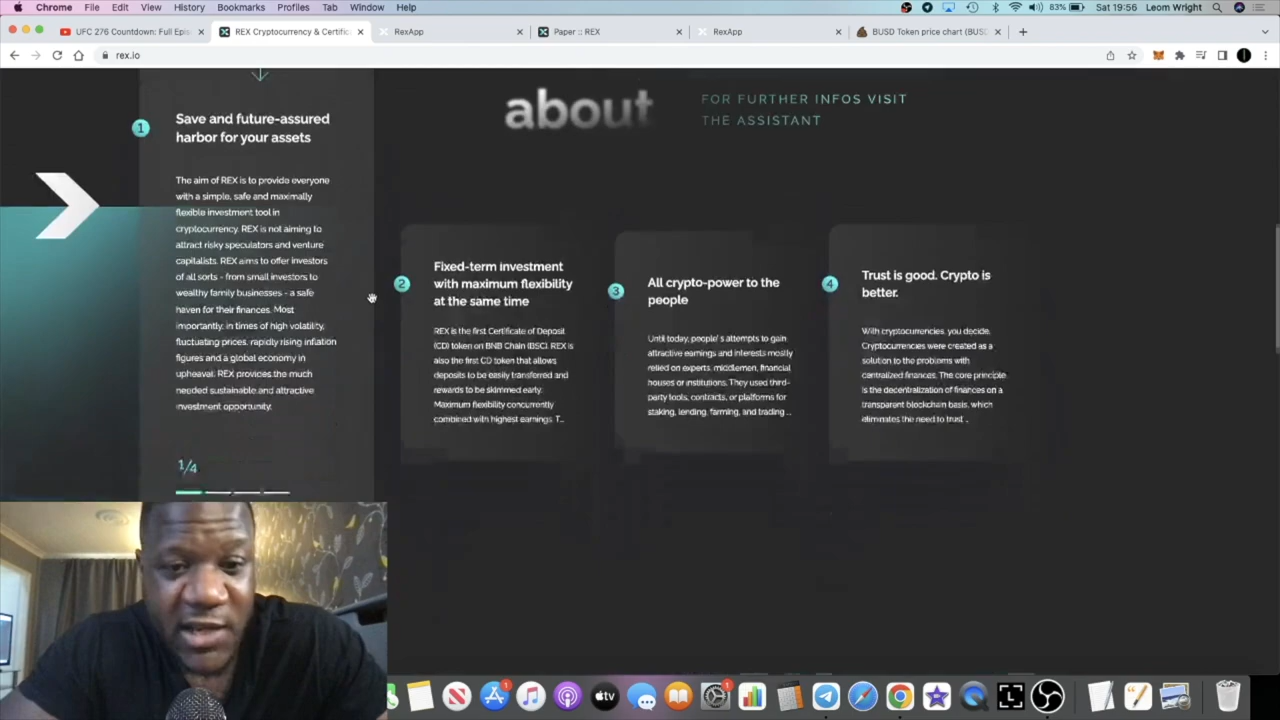 Chrome File Edit View History Bookmarks Profiles Tab Window Help 83% Sat 19:56 Leom Wright
UFC 276 Countdown: Full Epis REX Cryptocurrency & Certific RexApp Paper :: REX RexApp BUSD Token price chart (BUSD
rex.io
about
FOR FURTHER INFOS VISIT
THE ASSISTANT
1
Save and future-assured
harbor for your assets
The aim of REX is to provide everyone
with a simple, safe and maximally
flexible investment tool in
cryptocurrency. REX is not aiming to
attract risky speculators and venture
capitalists. REX aims to offer investors
of all sorts - from small investors to
wealthy family businesses - a safe
haven for their finances. Most
importantly, in times of high volatility,
fluctuating prices, rapidly rising inflation
figures and a global economy in
upheaval. REX provides the much
needed sustainable and attractive
investment opportunity.
1/4
2
Fixed-term investment
with maximum flexibility
at the same time
REX is the first Certificate of Deposit
(CD) token on BNB Chain (BSC). REX is
also the first CD token that allows
deposits to be easily transferred and
rewards to be skimmed early.
Maximum flexibility concurrently
combined with highest earnings. T...
3
All crypto-power to the
people
Until today, people's attempts to gain
attractive earnings and interests mostly
relied on experts, middlemen, financial
houses or institutions. They used third-
party tools, contracts, or platforms for
staking, lending, farming, and trading ...
4
Trust is good. Crypto is
better.
With cryptocurrencies, you decide.
Cryptocurrencies were created as a
solution to the problems with
centralized finances. The core principle
is the decentralization of finances on a
transparent blockchain basis, which
eliminates the need to trust ..
tv